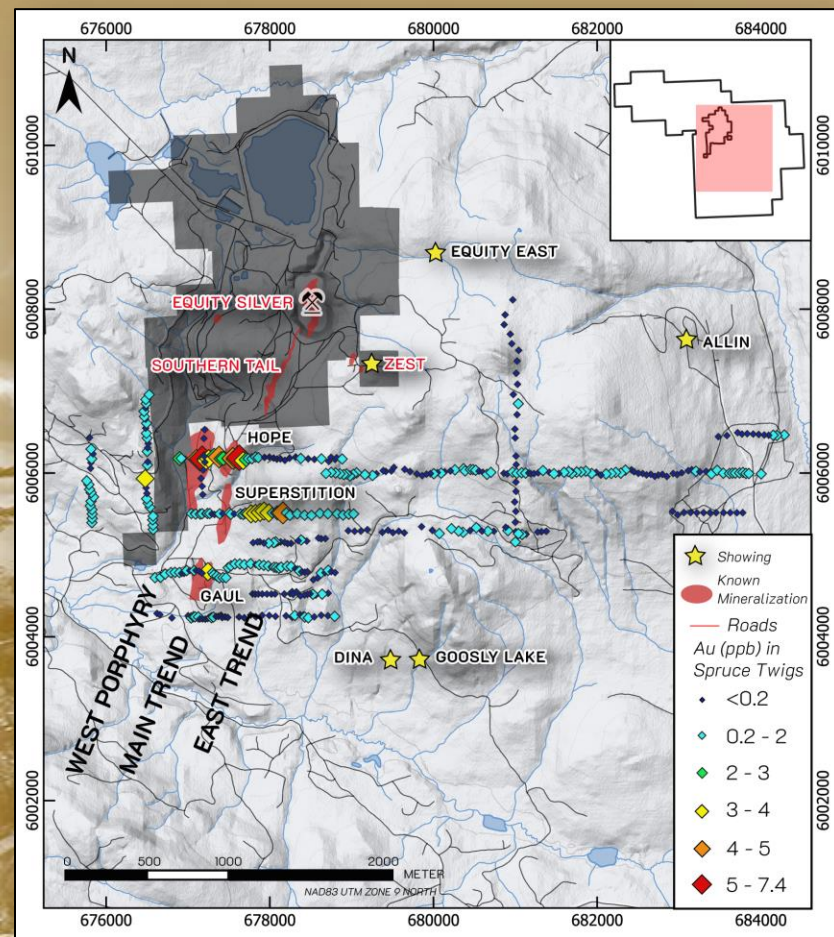 676000 678000 680000 682000 684000
N
6010000
6010000
EQUITY EAST
6008000
6008000
EQUITY SILVER
ALLIN
SOUTHERN TAIL
ZEST
HOPE
6006000
6006000
SUPERSTITION
GAUL
WEST PORPHYRY
MAIN TREND
EAST TREND
6004000
DINA
GOOSLY LAKE
6002000
6002000
Showing
Known
Mineralization
Roads
Au (ppb) in
Spruce Twigs
<0.2
0.2 - 2
2 - 3
3 - 4
4 - 5
5 - 7.4
0 500 1000 2000
METER
NAD83 UTM ZONE 9 NORTH
676000 678000 680000 682000 684000